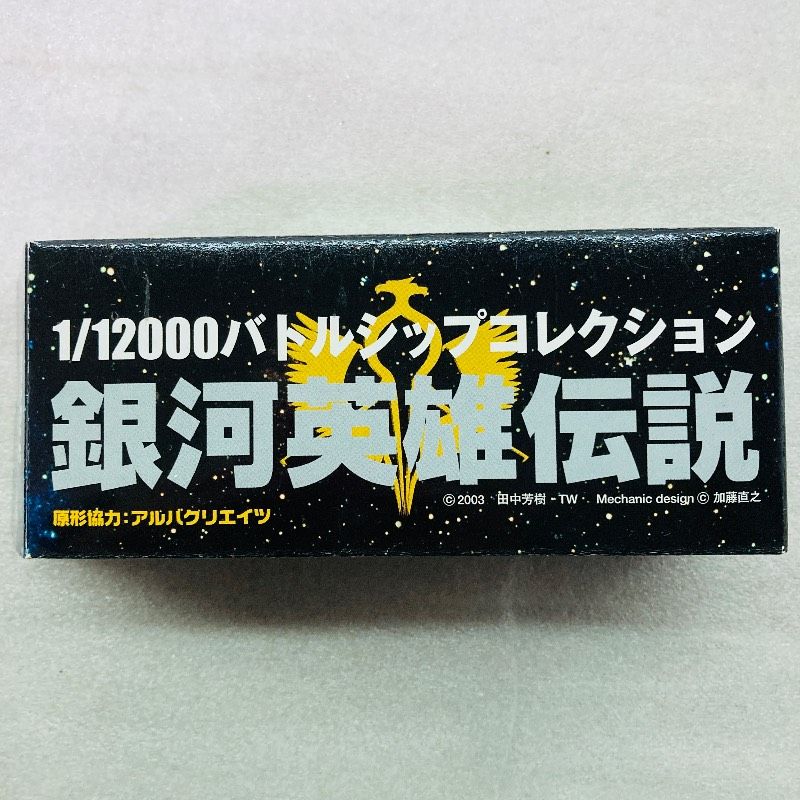 1/12000バトルシップコレクション
銀河英雄伝説
©2003 田中芳樹・TW. Mechanic design © 加藤直之
原形協力:アルバクリエイツ